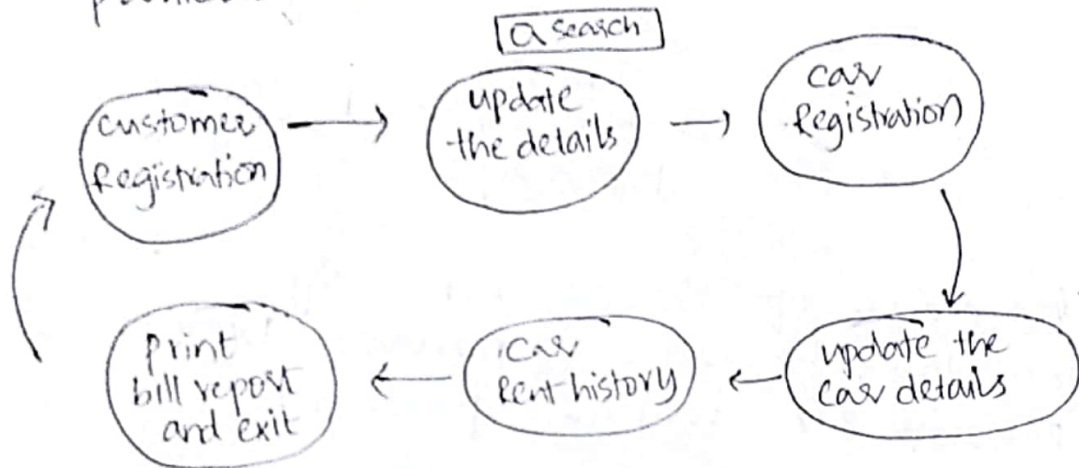 Q search
customer
Registration
update
the details
car
Registration
update the
car details
car
Rent history
print
bill report
and exit